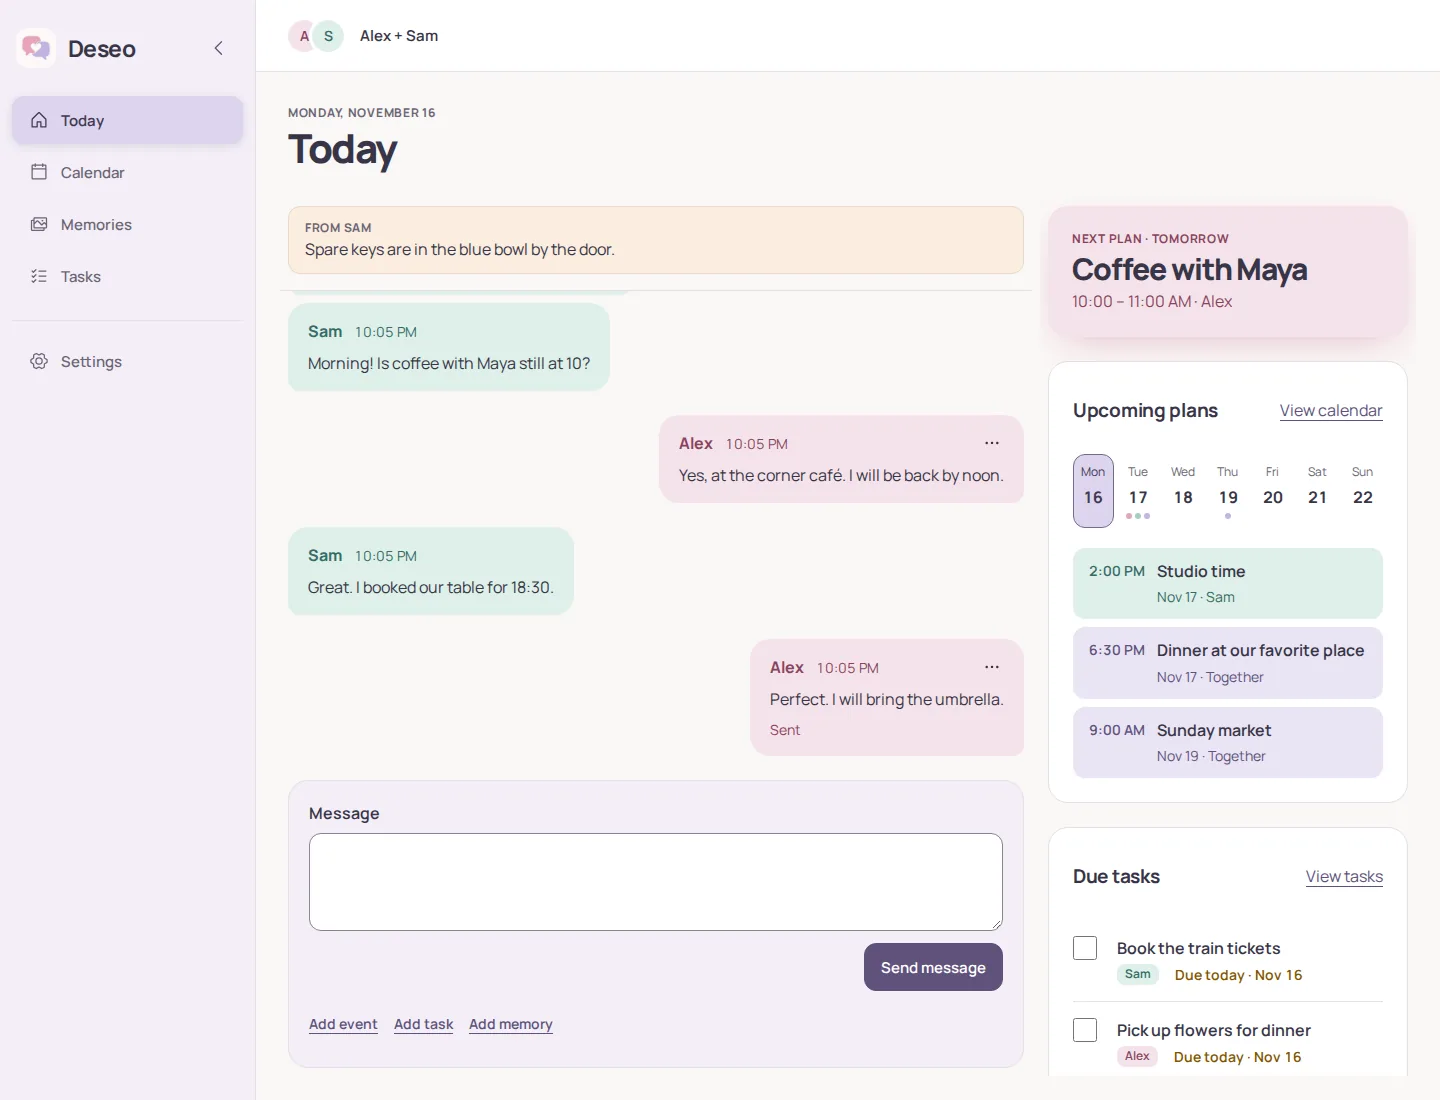 Deseo
Today
Calendar
Memories
Tasks
Settings
A S Alex + Sam
MONDAY, NOVEMBER 16
Today
FROM SAM
Spare keys are in the blue bowl by the door.
Sam 10:05 PM
Morning! Is coffee with Maya still at 10?
Alex 10:05 PM
Yes, at the corner café. I will be back by noon.
Sam 10:05 PM
Great. I booked our table for 18:30.
Alex 10:05 PM
Perfect. I will bring the umbrella.
Sent
Message
Send message
Add event Add task Add memory
NEXT PLAN · TOMORROW
Coffee with Maya
10:00 – 11:00 AM · Alex
Upcoming plans View calendar
Mon Tue Wed Thu Fri Sat Sun
16 17 18 19 20 21 22
2:00 PM Studio time
Nov 17 · Sam
6:30 PM Dinner at our favorite place
Nov 17 · Together
9:00 AM Sunday market
Nov 19 · Together
Due tasks View tasks
Book the train tickets
Sam Due today · Nov 16
Pick up flowers for dinner
Alex Due today · Nov 16